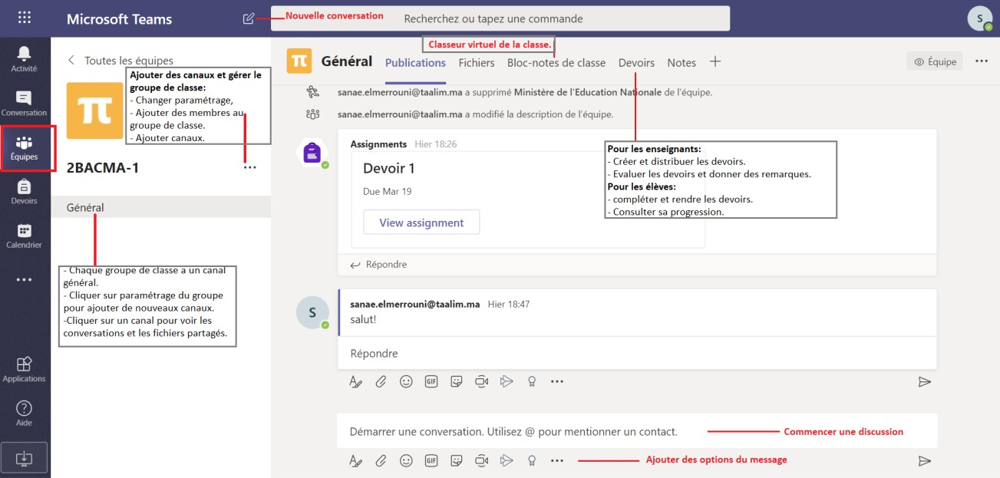 Microsoft Teams
Nouvelle conversation
Recherchez ou tapez une commande
S
Activité
Conversation
Équipes
Devoirs
Calendrier
Applications
Aide
Toutes les équipes
Ajouter des canaux et gérer le
groupe de classe:
- Changer paramétrage,
- Ajouter des membres au
groupe de classe.
- Ajouter canaux.
π
2BACMA-1
Général
- Chaque groupe de classe a un canal
général.
- Cliquer sur paramétrage du groupe
pour ajouter de nouveaux canaux.
-Cliquer sur un canal pour voir les
conversations et les fichiers partagés.
Classeur virtuel de la classe.
π
Général Publications Fichiers Bloc-notes de classe Devoirs Notes
Équipe
sanae.elmerrouni@taalim.ma a supprimé Ministère de l'Education Nationale de l'équipe.
sanae.elmerrouni@taalim.ma a modifié la description de l'équipe.
Assignments Hier 18:26
Devoir 1
Due Mar 19
View assignment
Répondre
Pour les enseignants:
- Créer et distribuer les devoirs.
- Evaluer les devoirs et donner des remarques.
Pour les élèves:
- compléter et rendre les devoirs.
- Consulter sa progression.
S
sanae.elmerrouni@taalim.ma Hier 18:47
salut!
Répondre
GIF
Démarrer une conversation. Utilisez @ pour mentionner un contact.
Commencer une discussion
GIF
Ajouter des options du message